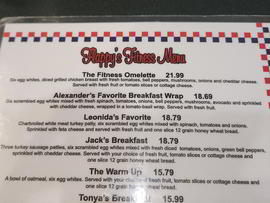 Flappy's Fitness Menu
The Fitness Omelette 21.99
Six egg whites, diced grilled chicken breast with fresh tomatoes, bell peppers, mushrooms, onions and cheddar cheese.
Served with fresh fruit or tomato slices or cottage cheese.
Alexander's Favorite Breakfast Wrap 18.69
Six scrambled egg whites mixed with fresh spinach, tomatoes, onions, bell peppers, mushrooms, avocados and sprinkled
with cheddar cheese, wrapped in a tomato-basil wrap. Served with fresh fruit.
Leonida's Favorite 18.79
Charbroiled white meat turkey patty, six scrambled egg whites mixed with spinach, tomatoes, and onions.
Sprinkled with feta cheese and served with fresh fruit and one slice 12 grain honey wheat bread.
Jack's Breakfast 18.79
Three turkey sausage patties, six scrambled egg whites mixed with fresh diced tomatoes, onions, green bell
peppers, sprinkled with cheddar cheese. Served with your choice of fresh fruit, tomato slices or cottage cheese and
one slice 12 grain honey wheat bread.
The Warm Up 15.79
A bowl of oatmeal, six egg whites. Served with your choice of fresh fruit, tomato slices or cottage cheese and
one slice 12 grain honey wheat bread.
Tonya's Breakfast 15.99